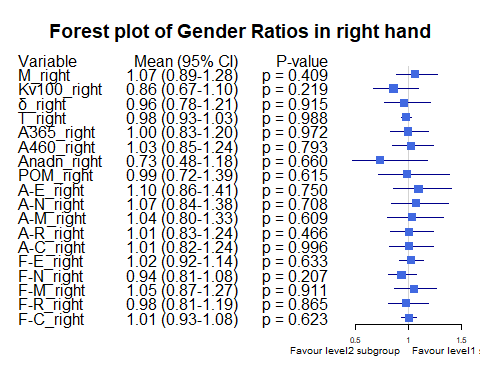 Forest plot of Gender Ratios in right hand
Variable Mean (95% CI) P-value
M_right 1.07 (0.89-1.28) p = 0.409
Kv100_right 0.86 (0.67-1.10) p = 0.219
δ_right 0.96 (0.78-1.21) p = 0.915
T_right 0.98 (0.93-1.03) p = 0.988
A365_right 1.00 (0.83-1.20) p = 0.972
A460_right 1.03 (0.85-1.24) p = 0.793
Anadn_right 0.73 (0.48-1.18) p = 0.660
POM_right 0.99 (0.72-1.39) p = 0.615
A-E_right 1.10 (0.86-1.41) p = 0.750
A-N_right 1.07 (0.84-1.38) p = 0.708
A-M_right 1.04 (0.80-1.33) p = 0.609
A-R_right 1.01 (0.83-1.24) p = 0.466
A-C_right 1.01 (0.82-1.24) p = 0.996
F-E_right 1.02 (0.92-1.14) p = 0.633
F-N_right 0.94 (0.81-1.08) p = 0.207
F-M_right 1.05 (0.87-1.27) p = 0.911
F-R_right 0.98 (0.81-1.19) p = 0.865
F-C_right 1.01 (0.93-1.08) p = 0.623
0.5 1 1.5
Favour level2 subgroup Favour level1 s